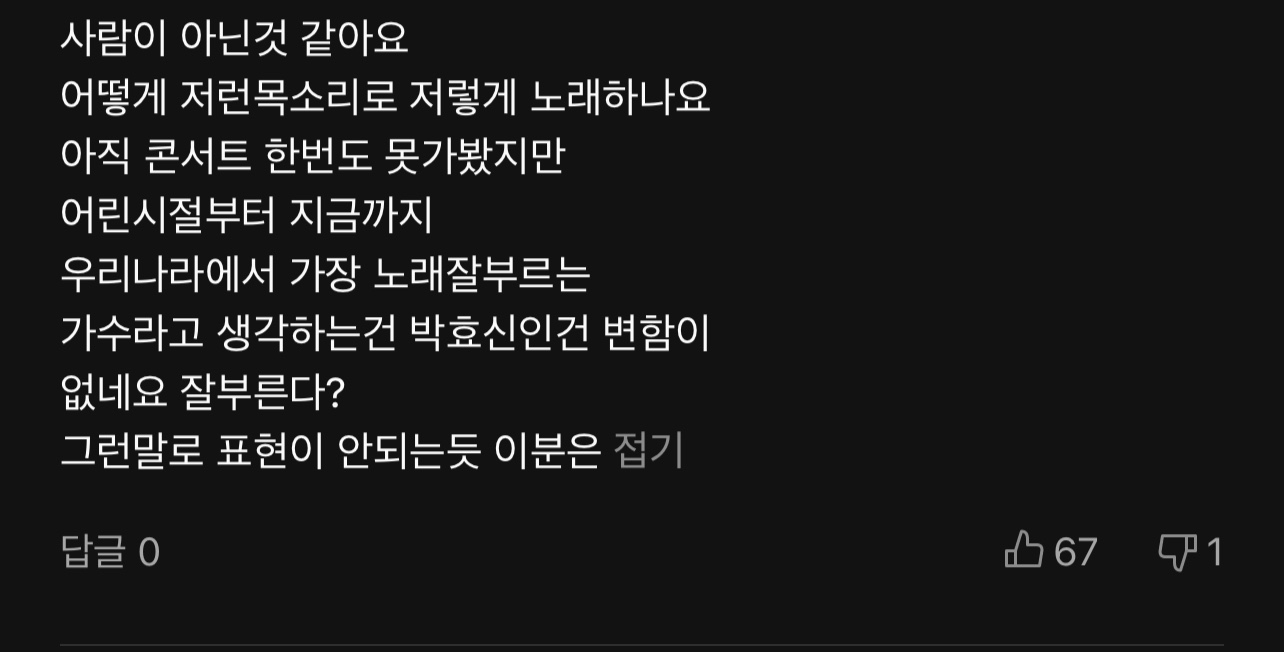 사람이 아닌것 같아요
어떻게 저런목소리로 저렇게 노래하나요
아직 콘서트 한번도 못가봤지만
어린시절부터 지금까지
우리나라에서 가장 노래잘부르는
가수라고 생각하는건 박효신인건 변함이
없네요 잘부른다?
그런말로 표현이 안되는듯 이분은 접기
답글 0 67 1